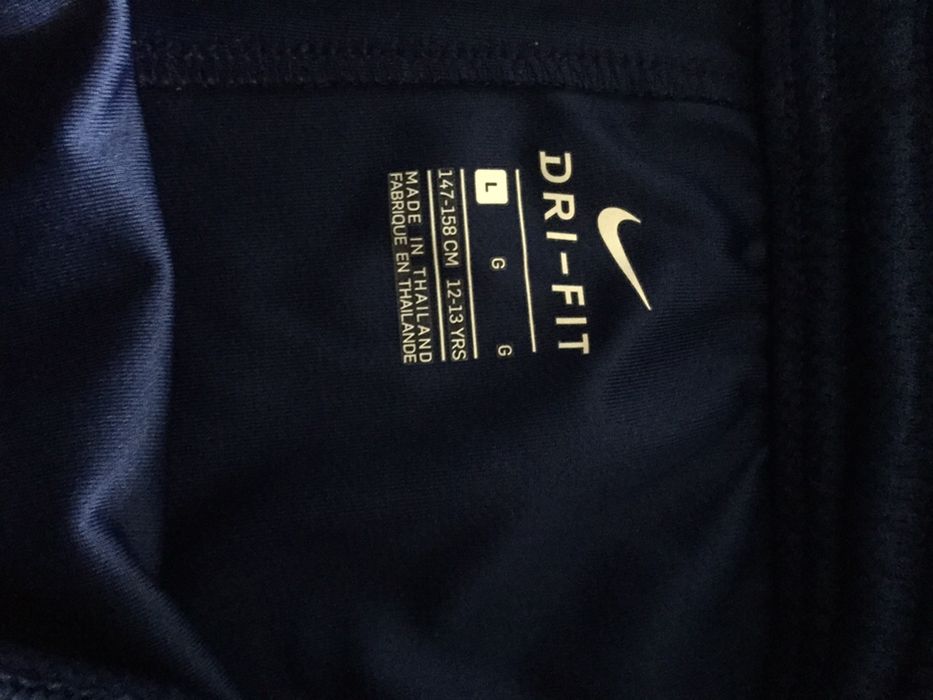 DRI-FIT
L G G
147-158 CM 12-13 YRS
MADE IN THAILAND
FABRIQUE EN THAILANDE